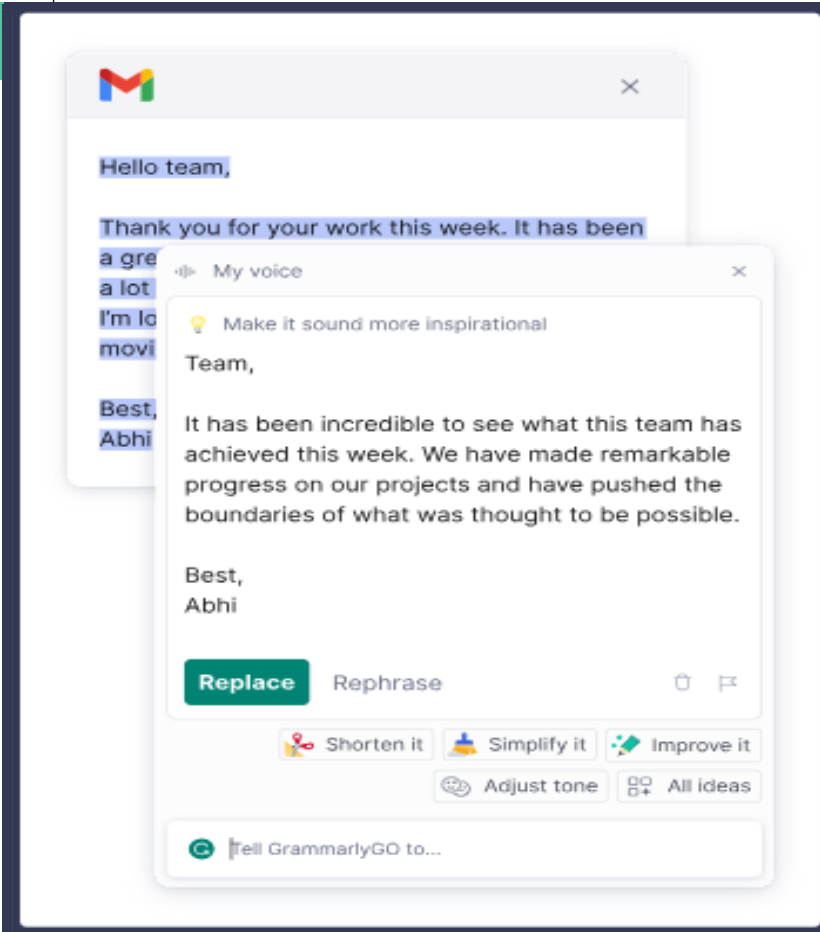 Hello team,
Thank you for your work this week. It has been
a gre
a lot
I'm lo
movi
Best,
Abhi
My voice
Make it sound more inspirational
Team,
It has been incredible to see what this team has
achieved this week. We have made remarkable
progress on our projects and have pushed the
boundaries of what was thought to be possible.
Best,
Abhi
Replace Rephrase
Shorten it Simplify it Improve it
Adjust tone All ideas
Tell GrammarlyGO to...